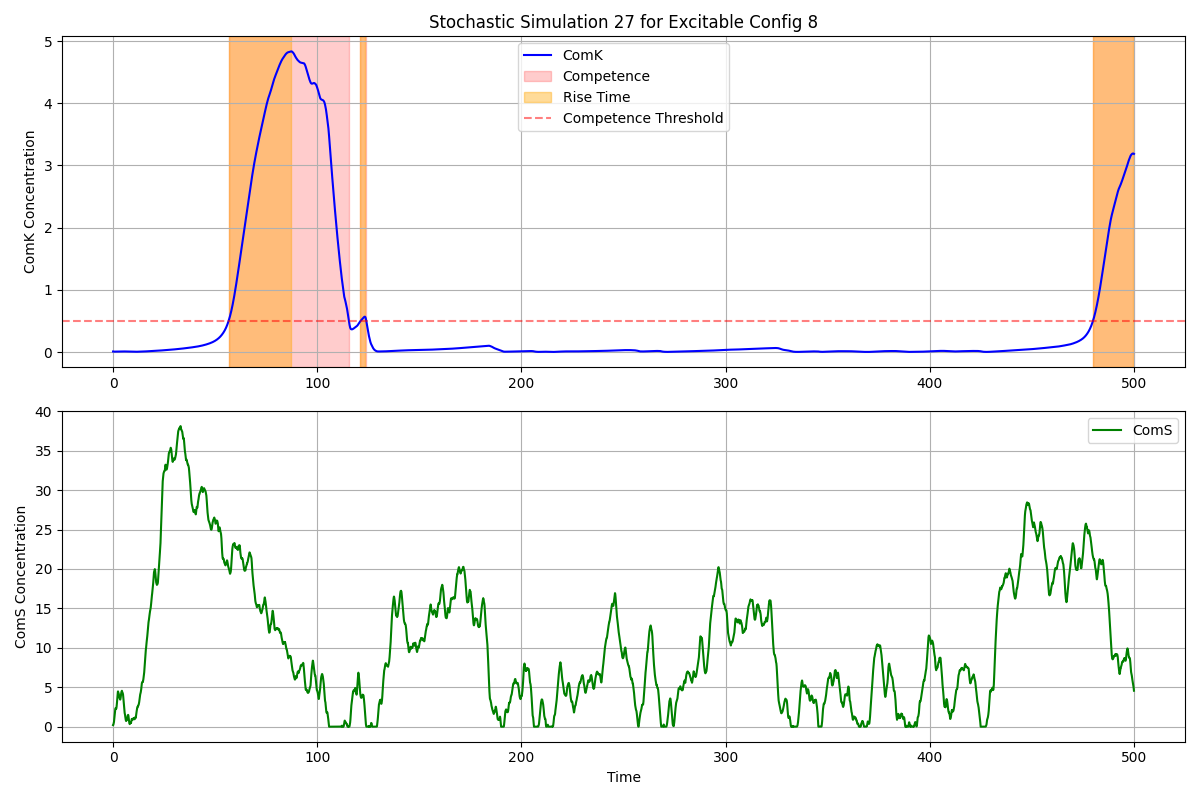 Stochastic Simulation 27 for Excitable Config 8
ComK Concentration
5
4
3
2
1
0
ComK
Competence
Rise Time
Competence Threshold
0 100 200 300 400 500
ComS Concentration
40
35
30
25
20
15
10
5
0
ComS
0 100 200 300 400 500
Time